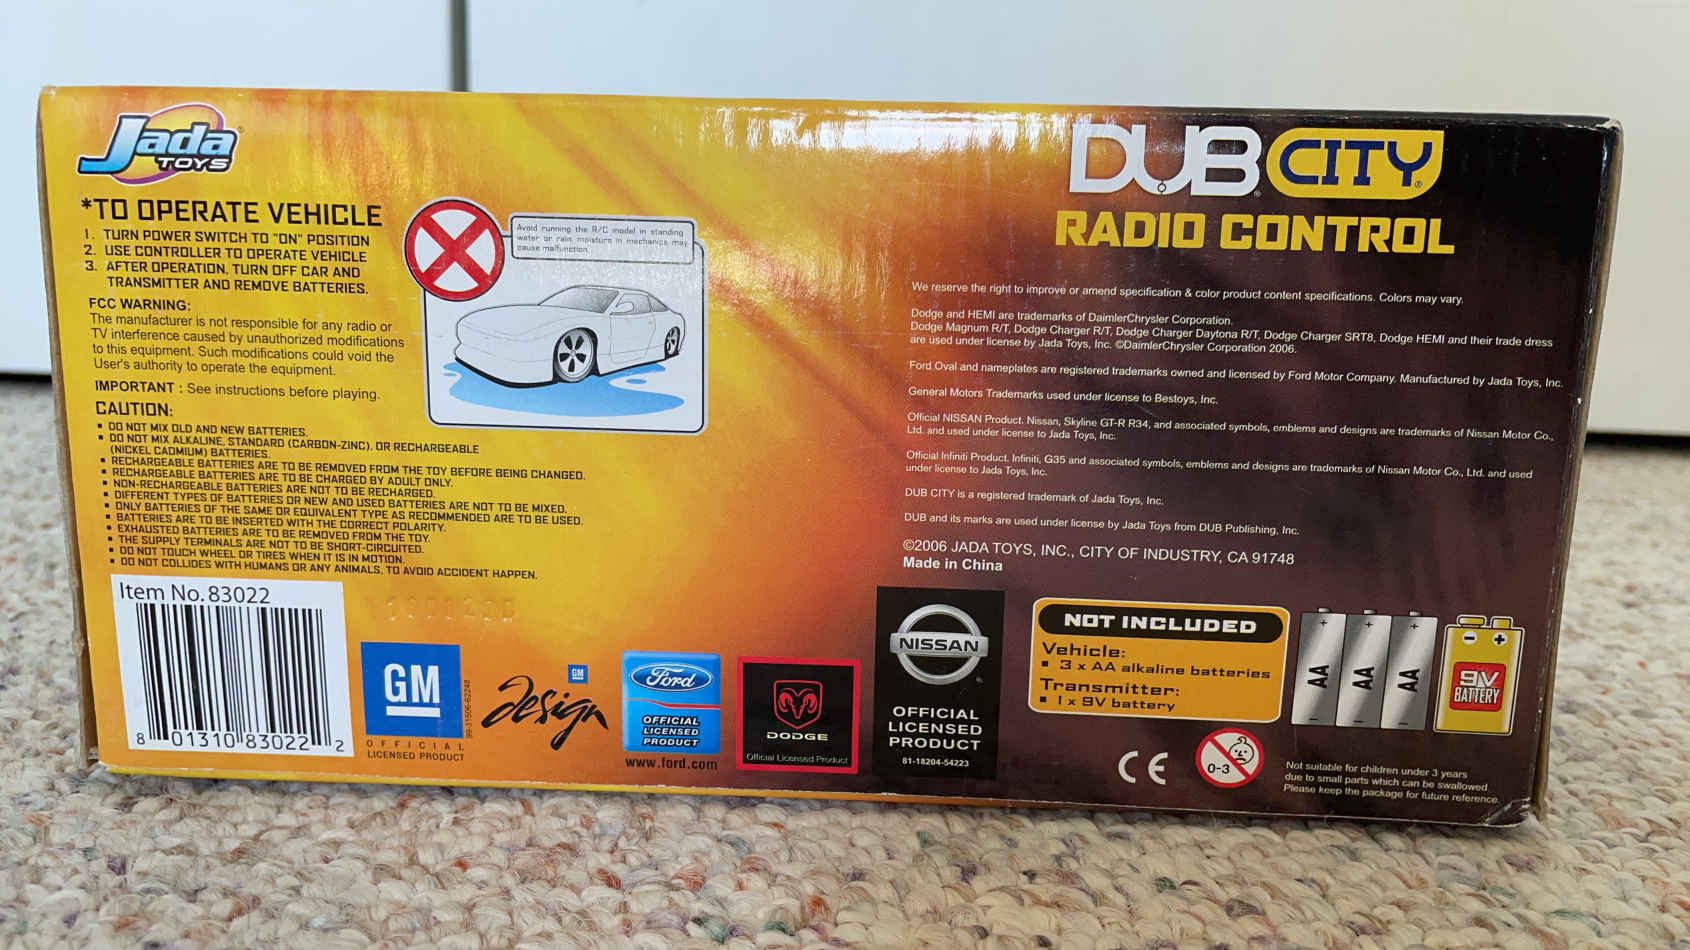 Jada
TOYS
*TO OPERATE VEHICLE
1. TURN POWER SWITCH TO "ON" POSITION
2. USE CONTROLLER TO OPERATE VEHICLE
3. AFTER OPERATION, TURN OFF CAR AND
TRANSMITTER AND REMOVE BATTERIES.
FCC WARNING:
The manufacturer is not responsible for any radio or
TV interference caused by unauthorized modifications
to this equipment. Such modifications could void the
User's authority to operate the equipment.
IMPORTANT : See instructions before playing.
CAUTION:
▪ DO NOT MIX OLD AND NEW BATTERIES.
▪ DO NOT MIX ALKALINE, STANDARD (CARBON-ZINC), OR RECHARGEABLE
(NICKEL CADMIUM) BATTERIES.
▪ RECHARGEABLE BATTERIES ARE TO BE REMOVED FROM THE TOY BEFORE BEING CHANGED.
▪ RECHARGEABLE BATTERIES ARE TO BE CHARGED BY ADULT ONLY.
▪ NON-RECHARGEABLE BATTERIES ARE NOT TO BE RECHARGED.
▪ DIFFERENT TYPES OF BATTERIES OR NEW AND USED BATTERIES ARE NOT TO BE MIXED.
▪ ONLY BATTERIES OF THE SAME OR EQUIVALENT TYPE AS RECOMMENDED ARE TO BE USED.
▪ BATTERIES ARE TO BE INSERTED WITH THE CORRECT POLARITY.
▪ EXHAUSTED BATTERIES ARE TO BE REMOVED FROM THE TOY.
▪ THE SUPPLY TERMINALS ARE NOT TO BE SHORT-CIRCUITED.
▪ DO NOT TOUCH WHEEL OR TIRES WHEN IT IS IN MOTION.
▪ DO NOT COLLIDES WITH HUMANS OR ANY ANIMALS, TO AVOID ACCIDENT HAPPEN.
Avoid running the R/C model in standing
water or rain, moisture in mechanics may
cause malfunction.
DUB CITY®
RADIO CONTROL
We reserve the right to improve or amend specification & color product content specifications. Colors may vary.
Dodge and HEMI are trademarks of DaimlerChrysler Corporation.
Dodge Magnum R/T, Dodge Charger R/T, Dodge Charger Daytona R/T, Dodge Charger SRT8, Dodge HEMI and their trade dress
are used under license by Jada Toys, Inc. ©DaimlerChrysler Corporation 2006.
Ford Oval and nameplates are registered trademarks owned and licensed by Ford Motor Company. Manufactured by Jada Toys, Inc.
General Motors Trademarks used under license to Bestoys, Inc.
Official NISSAN Product. Nissan, Skyline GT-R R34, and associated symbols, emblems and designs are trademarks of Nissan Motor Co.,
Ltd. and used under license to Jada Toys, Inc.
Official Infiniti Product. Infiniti, G35 and associated symbols, emblems and designs are trademarks of Nissan Motor Co., Ltd. and used
under license to Jada Toys, Inc.
DUB CITY is a registered trademark of Jada Toys, Inc.
DUB and its marks are used under license by Jada Toys from DUB Publishing, Inc.
©2006 JADA TOYS, INC., CITY OF INDUSTRY, CA 91748
Made in China
Item No. 83022
8 01310 83022 2
GM
OFFICIAL
LICENSED PRODUCT
99-31506-62248
GM
design
Ford
OFFICIAL
LICENSED
PRODUCT
www.ford.com
DODGE
Official Licensed Product
NISSAN
OFFICIAL
LICENSED
PRODUCT
81-18204-54223
NOT INCLUDED
Vehicle:
▪ 3 x AA alkaline batteries
Transmitter:
▪ 1 x 9V battery
AA
AA
AA
9V
BATTERY
CE
0-3
Not suitable for children under 3 years
due to small parts which can be swallowed.
Please keep the package for future reference.